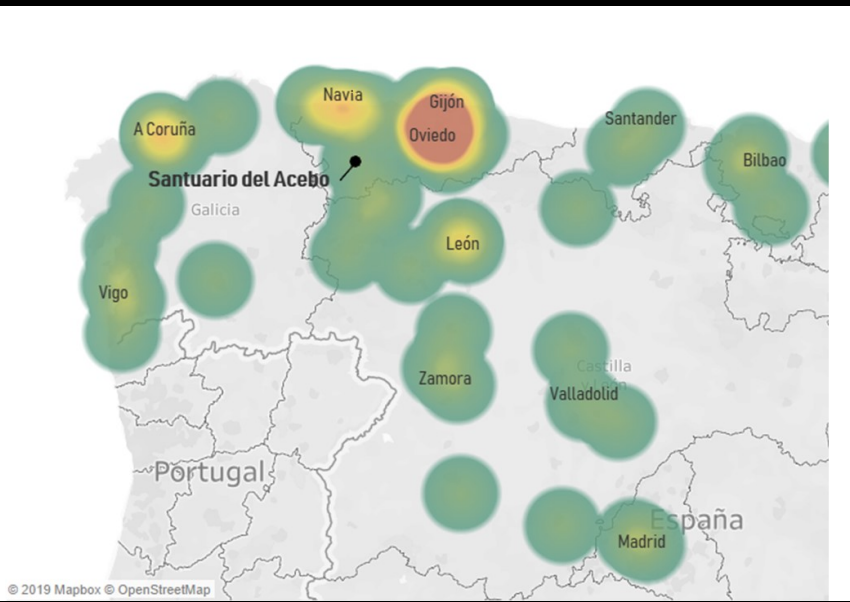 Navia
Gijón
A Coruña
Oviedo
Santander
Bilbao
Santuario del Acebo
Galicia
León
Vigo
Castilla
y León
Zamora
Valladolid
Portugal
España
Madrid
© 2019 Mapbox © OpenStreetMap